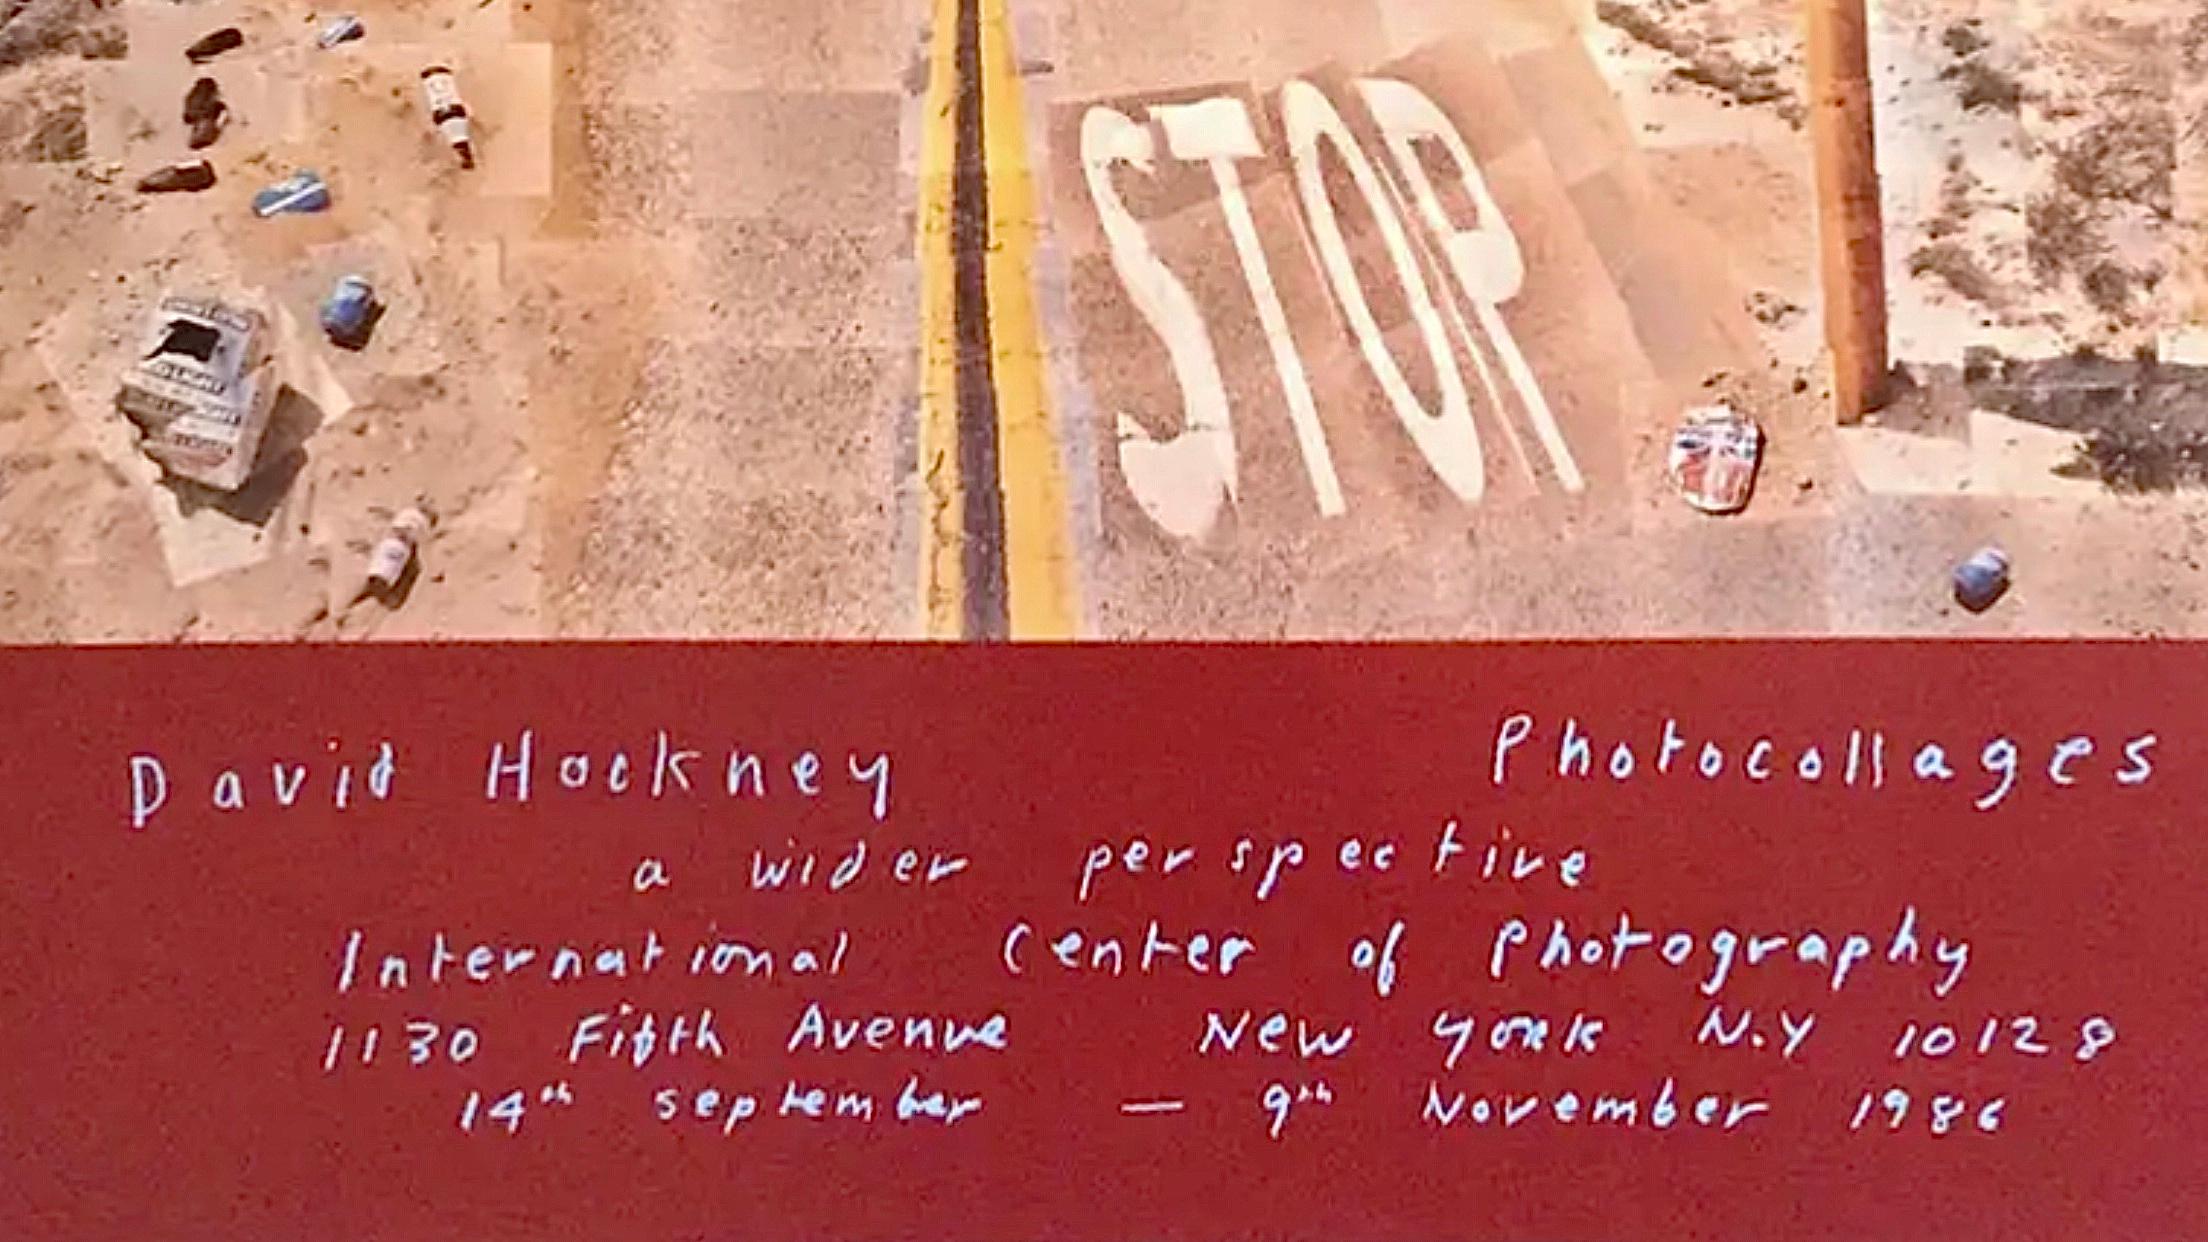 STOP
David Hockney Photocollages
a wider perspective
International Center of Photography
1130 Fifth Avenue New York N.Y 10128
14th september — 9th November 1986